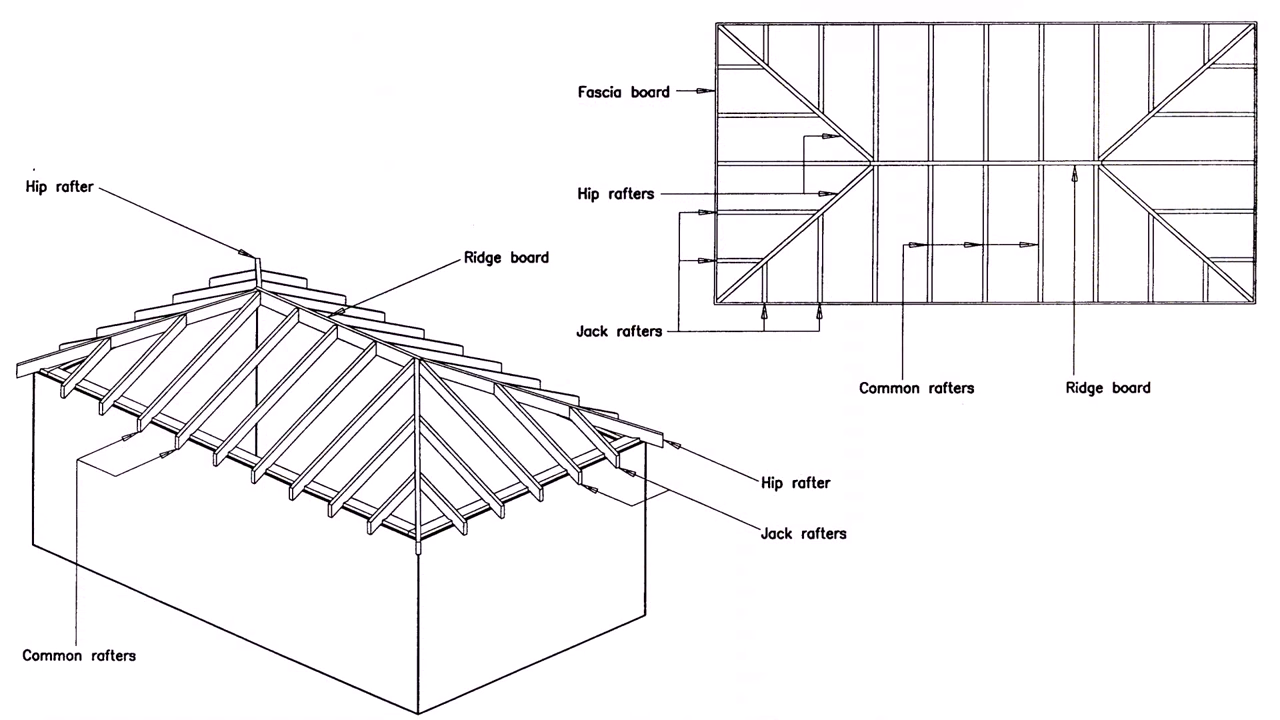 Fascia board
Hip rafter
Hip rafters
Ridge board
Jack rafters
Common rafters
Ridge board
Hip rafter
Jack rafters
Common rafters